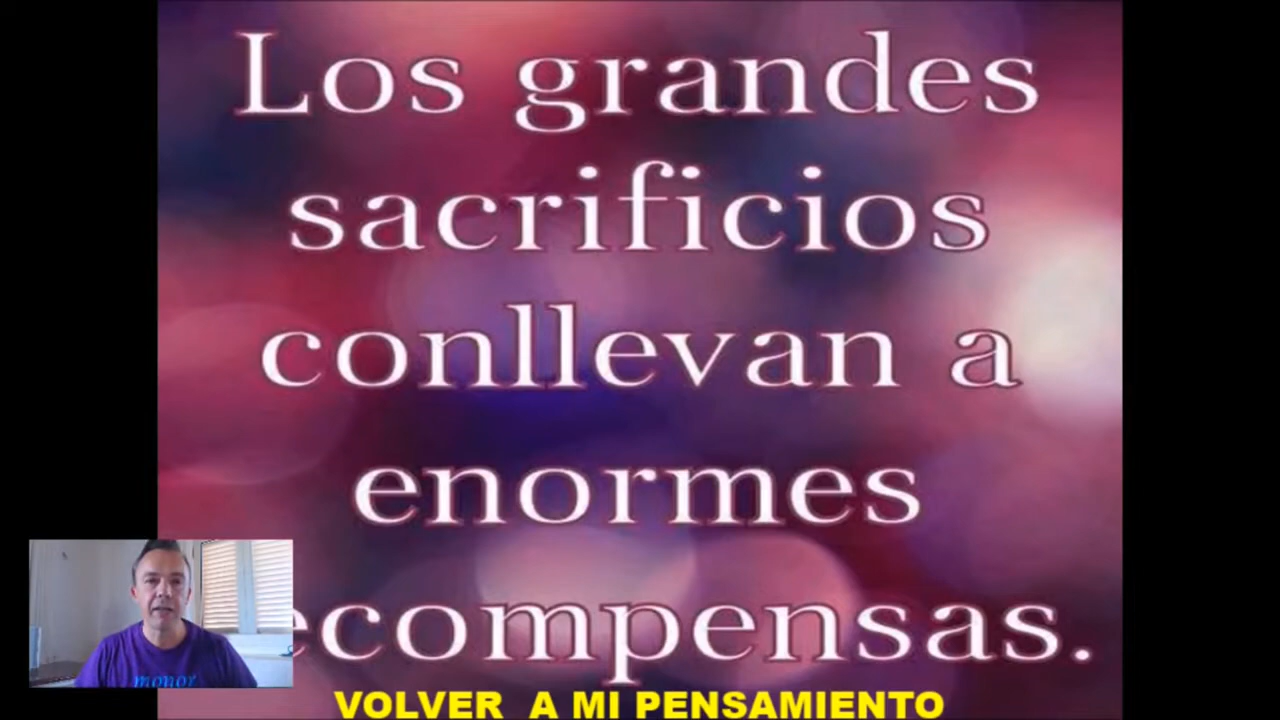 Los grandes
sacrificios
conllevan a
enormes
ecompensas.
VOLVER A MI PENSAMIENTO